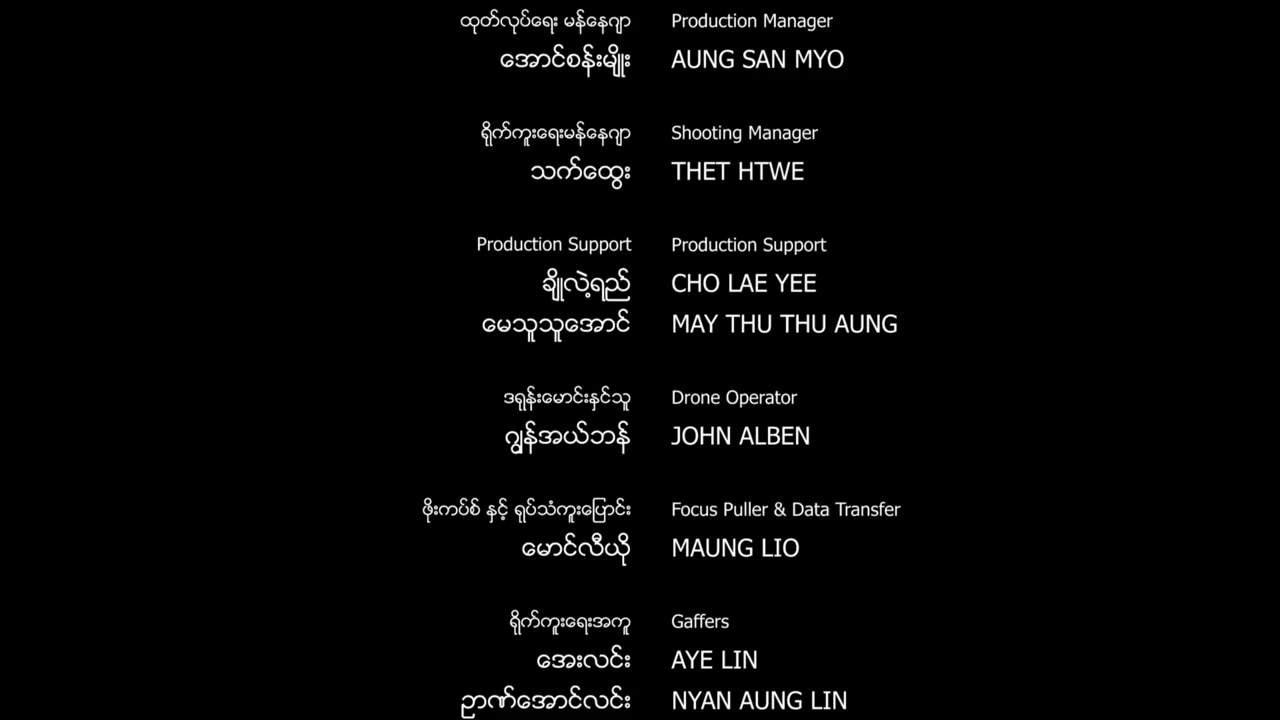 ထုတ်လုပ်ရေး မန်နေဂျာ Production Manager
အောင်စန်းမျိုး AUNG SAN MYO
ရိုက်ကူးရေးမန်နေဂျာ Shooting Manager
သက်ထွေး THET HTWE
Production Support Production Support
ချိုလဲ့ရည် CHO LAE YEE
မေသူသူအောင် MAY THU THU AUNG
ဒရုန်းမောင်းနှင်သူ Drone Operator
ဂျွန်အယ်ဘန် JOHN ALBEN
ဖိုးကပ်စ် နှင့် ရုပ်သံကူးပြောင်း Focus Puller & Data Transfer
မောင်လီယို MAUNG LIO
ရိုက်ကူးရေးအကူ Gaffers
အေးလင်း AYE LIN
ဉာဏ်အောင်လင်း NYAN AUNG LIN